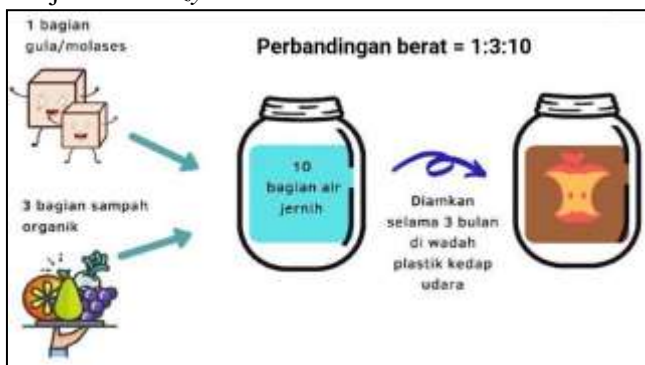 1 bagian
gula/molases
Perbandingan berat = 1:3:10
3 bagian sampah
organik
10
bagian air
jernih
Diamkan
selama 3 bulan
di wadah
plastik kedap
udara